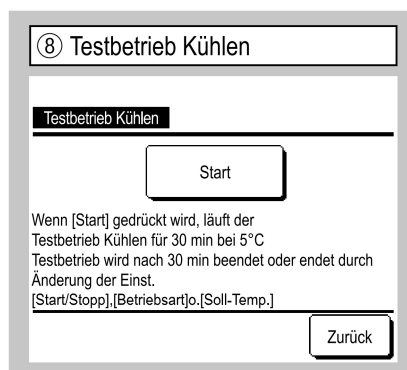 ⑧ Testbetrieb Kühlen
Testbetrieb Kühlen
Start
Wenn [Start] gedrückt wird, läuft der
Testbetrieb Kühlen für 30 min bei 5°C
Testbetrieb wird nach 30 min beendet oder endet durch
Änderung der Einst.
[Start/Stopp],[Betriebsart]o.[Soll-Temp.]
Zurück